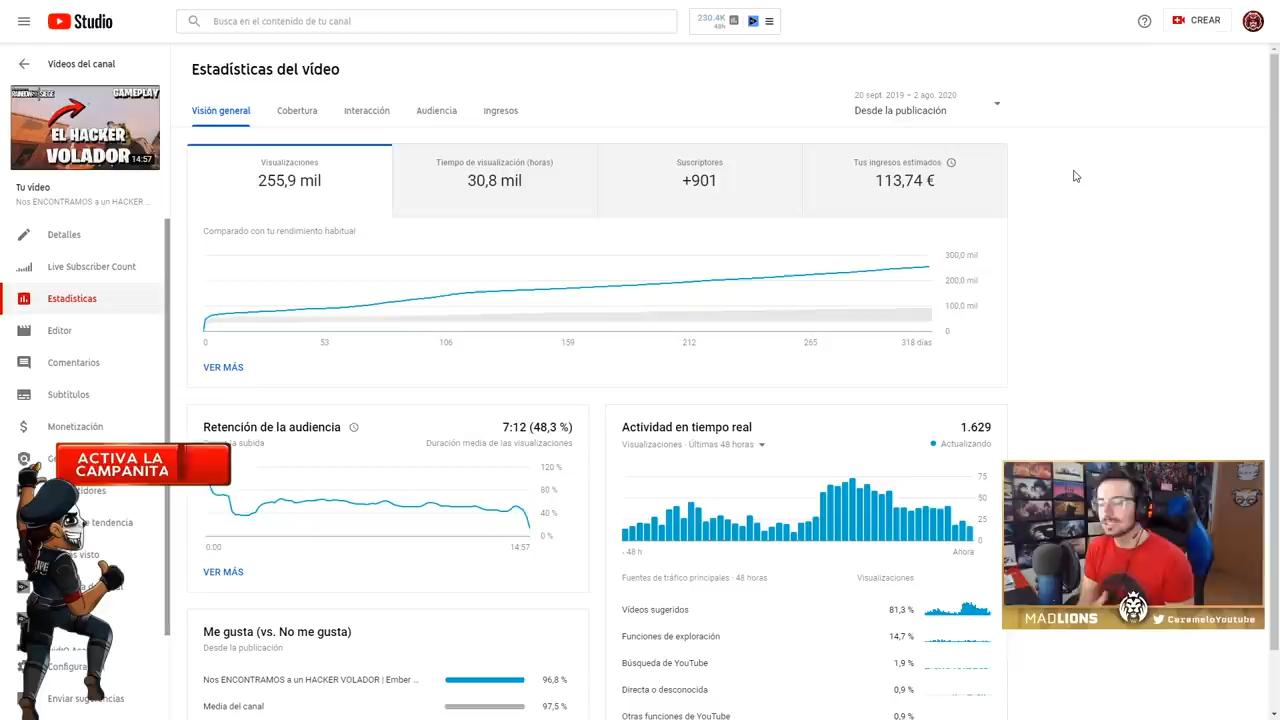 Studio
Busca en el contenido de tu canal
230.4K
48h
CREAR
Vídeos del canal
Estadísticas del vídeo
GAMEPLAY
EL HACKER
VOLADOR
14:57
Visión general
Cobertura
Interacción
Audiencia
Ingresos
20 sept. 2019 – 2 ago. 2020
Desde la publicación
Tu vídeo
Nos ENCONTRAMOS a un HACKER ...
Visualizaciones
255,9 mil
Tiempo de visualización (horas)
30,8 mil
Suscriptores
+901
Tus ingresos estimados
113,74 €
Detalles
Live Subscriber Count
Estadísticas
Editor
Comentarios
Subtítulos
Monetización
Comparado con tu rendimiento habitual
300,0 mil
200,0 mil
100,0 mil
0
0
53
106
159
212
265
318 días
VER MÁS
Retención de la audiencia
7:12 (48,3 %)
subida
Duración media de las visualizaciones
120 %
80 %
40 %
0 %
0:00
14:57
VER MÁS
Actividad en tiempo real
1.629
Visualizaciones · Últimas 48 horas
Actualizando
75
50
25
0
- 48 h
Ahora
Fuentes de tráfico principales · 48 horas
Visualizaciones
Vídeos sugeridos
81,3 %
Funciones de exploración
14,7 %
Búsqueda de YouTube
1,9 %
Directa o desconocida
0,9 %
Otras funciones de YouTube
0,9 %
Me gusta (vs. No me gusta)
Desde la publicación
Nos ENCONTRAMOS a un HACKER VOLADOR | Ember ...
96,8 %
Media del canal
97,5 %
ACTIVA LA
CAMPANITA
tidores
e tendencia
visto
Configura
Enviar sugerencias
MADLIONS
CaremeloYoutube